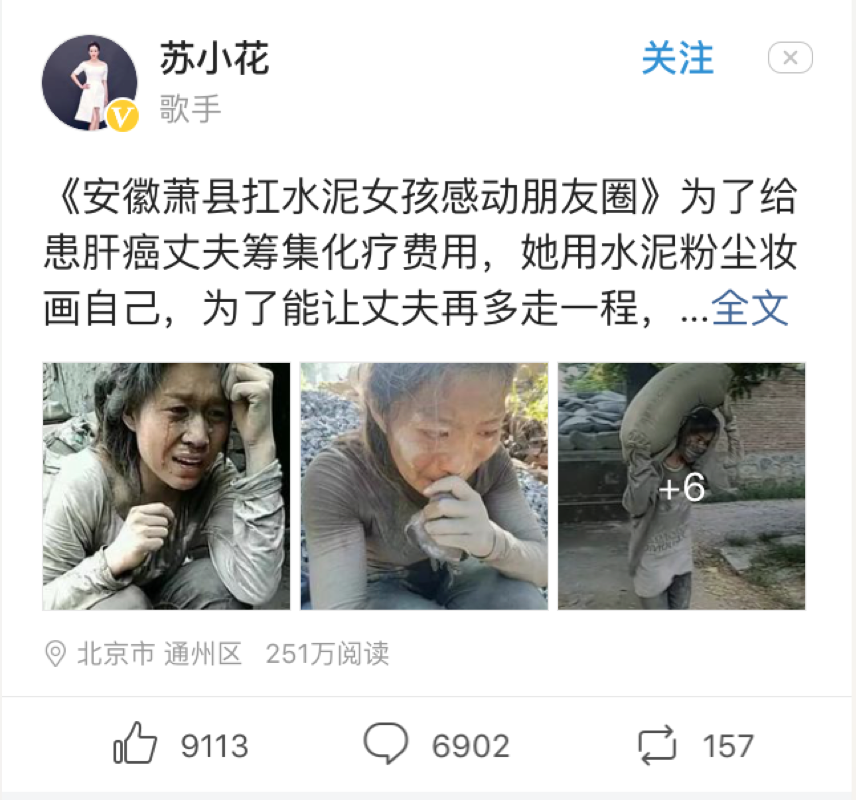 苏小花
关注
歌手
《安徽萧县扛水泥女孩感动朋友圈》为了给
患肝癌丈夫筹集化疗费用，她用水泥粉尘妆
画自己，为了能让丈夫再多走一程，...全文
+6
北京市 通州区 251万阅读
9113 6902 157